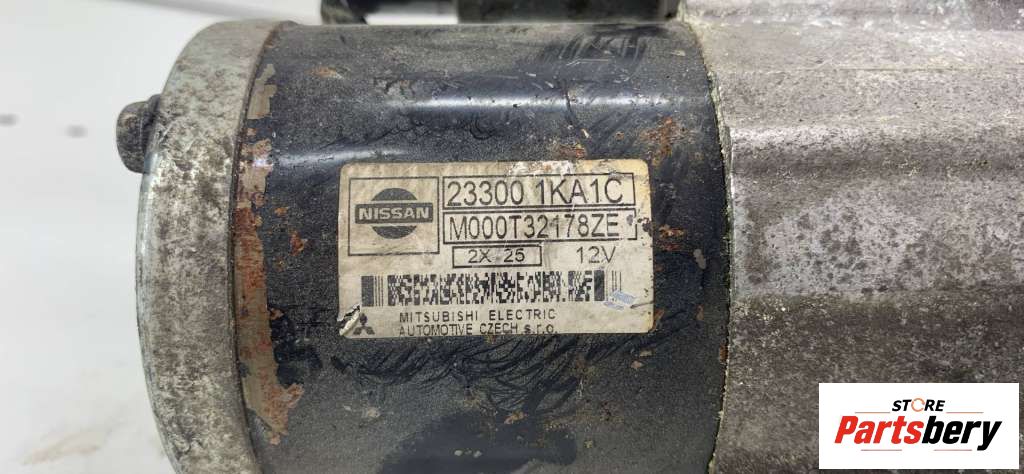 NISSAN
23300 1KA1C
M000T32178ZE
2X 25 12V
MITSUBISHI ELECTRIC
AUTOMOTIVE CZECH s.r.o.
STORE
Partsbery